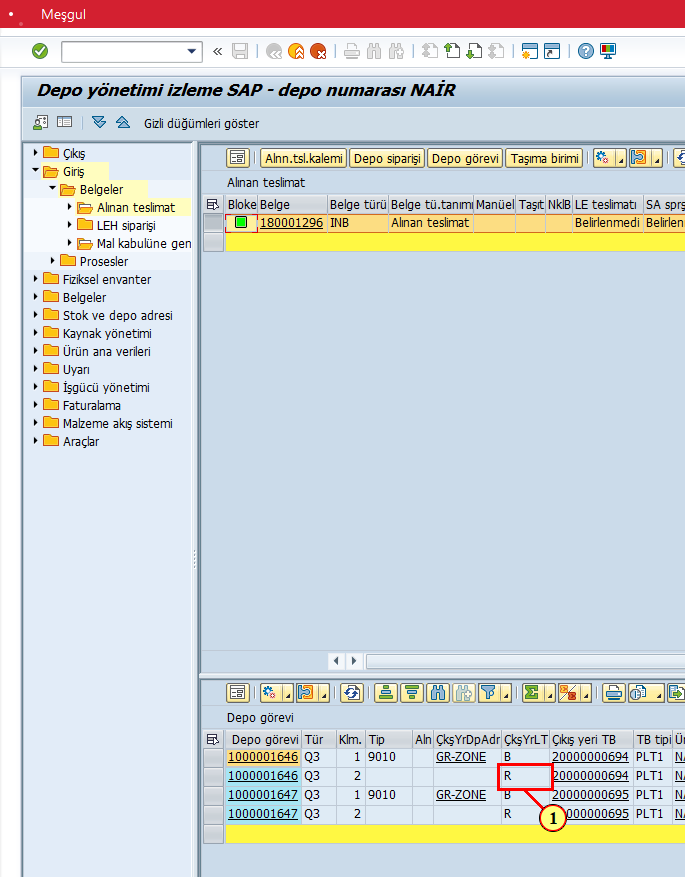 Meşgul
Depo yönetimi izleme SAP - depo numarası NAİR
Gizli düğümleri göster
Çıkış
Giriş
Belgeler
Alınan teslimat
LEH siparişi
Mal kabulüne gen
Prosesler
Fiziksel envanter
Belgeler
Stok ve depo adresi
Kaynak yönetimi
Ürün ana verileri
Uyarı
İşgücü yönetimi
Faturalama
Malzeme akış sistemi
Araçlar
Alnn.tsl.kalemi Depo siparişi Depo görevi Taşıma birimi
Alınan teslimat
Bloke Belge Belge türü Belge tü.tanımı Manüel Taşıt NklB LE teslimatı SA sprş
180001296 INB Alınan teslimat Belirlenmedi Belirlen
Depo görevi
Depo görevi Tür Klm. Tip Aln ÇkşYrDpAdr ÇkşYrLT Çıkış yeri TB TB tipi Ürü
1000001646 Q3 1 9010 GR-ZONE B 20000000694 PLT1 NA
1000001646 Q3 2 R 20000000694 PLT1 NA
1000001647 Q3 1 9010 GR-ZONE B 20000000695 PLT1 NA
1000001647 Q3 2 R 0000000695 PLT1 NA
1